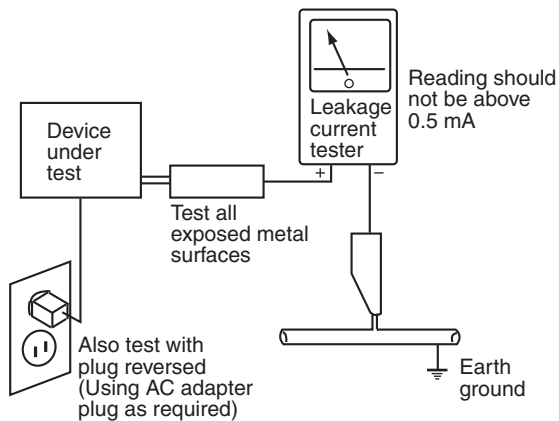 Device
under
test
Leakage
current
tester
+
−
Reading should
not be above
0.5 mA
Test all
exposed metal
surfaces
Also test with
plug reversed
(Using AC adapter
plug as required)
Earth
ground